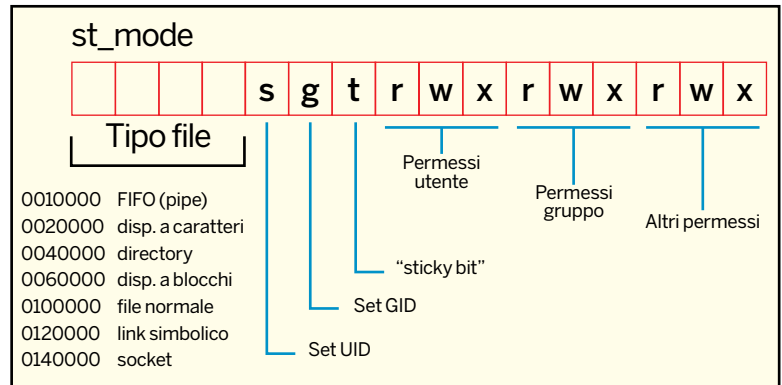 st_mode
s g t r w x r w x r w x
Tipo file
Permessi
utente
Permessi
gruppo
Altri permessi
0010000 FIFO (pipe)
0020000 disp. a caratteri
0040000 directory
0060000 disp. a blocchi
0100000 file normale
0120000 link simbolico
0140000 socket
“sticky bit”
Set GID
Set UID